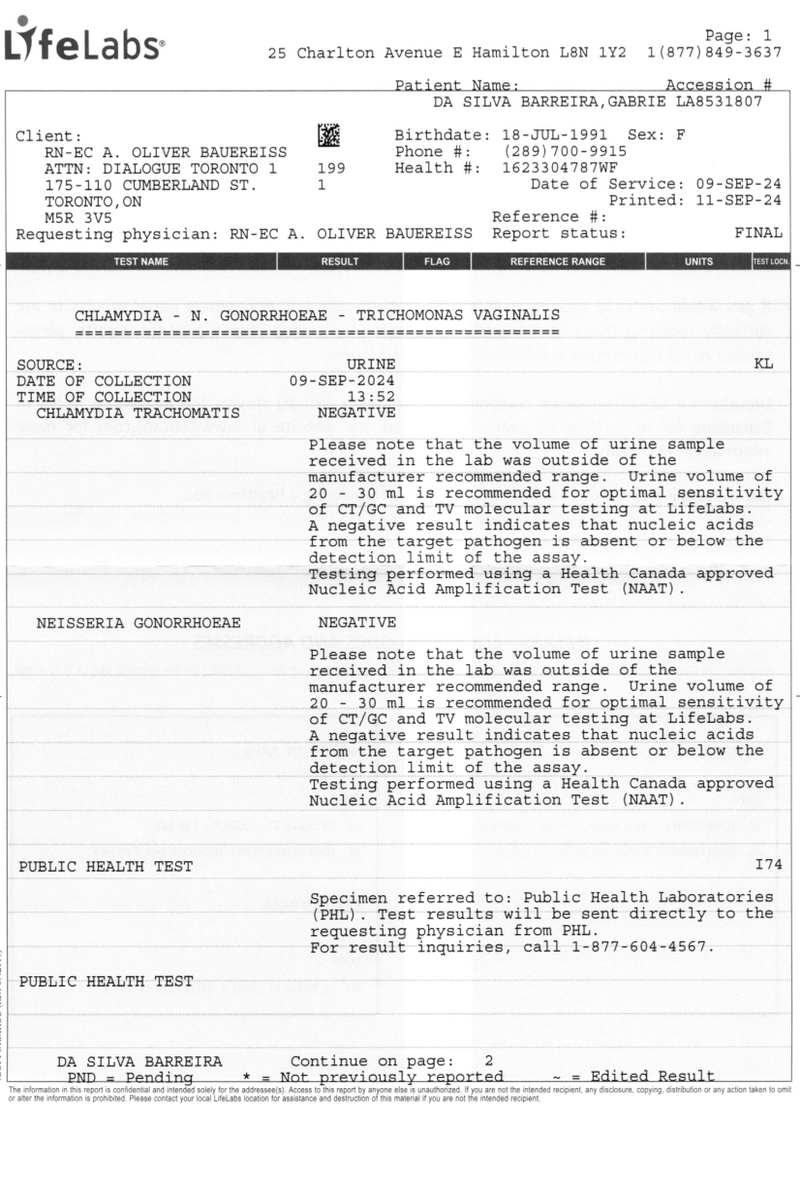 LifeLabs®
Page: 1
25 Charlton Avenue E Hamilton L8N 1Y2 1(877)849-3637
Patient Name: Accession #
DA SILVA BARREIRA,GABRIE LA8531807
Client:
RN-EC A. OLIVER BAUEREISS
ATTN: DIALOGUE TORONTO 1 199
175-110 CUMBERLAND ST. 1
TORONTO,ON
M5R 3V5
Birthdate: 18-JUL-1991 Sex: F
Phone #: (289)700-9915
Health #: 1623304787WF
Date of Service: 09-SEP-24
Printed: 11-SEP-24
Reference #:
Requesting physician: RN-EC A. OLIVER BAUEREISS Report status: FINAL
TEST NAME RESULT FLAG REFERENCE RANGE UNITS TEST LOCN.
CHLAMYDIA - N. GONORRHOEAE - TRICHOMONAS VAGINALIS
===================================================
SOURCE: URINE KL
DATE OF COLLECTION 09-SEP-2024
TIME OF COLLECTION 13:52
CHLAMYDIA TRACHOMATIS NEGATIVE
Please note that the volume of urine sample
received in the lab was outside of the
manufacturer recommended range. Urine volume of
20 - 30 ml is recommended for optimal sensitivity
of CT/GC and TV molecular testing at LifeLabs.
A negative result indicates that nucleic acids
from the target pathogen is absent or below the
detection limit of the assay.
Testing performed using a Health Canada approved
Nucleic Acid Amplification Test (NAAT).
NEISSERIA GONORRHOEAE NEGATIVE
Please note that the volume of urine sample
received in the lab was outside of the
manufacturer recommended range. Urine volume of
20 - 30 ml is recommended for optimal sensitivity
of CT/GC and TV molecular testing at LifeLabs.
A negative result indicates that nucleic acids
from the target pathogen is absent or below the
detection limit of the assay.
Testing performed using a Health Canada approved
Nucleic Acid Amplification Test (NAAT).
PUBLIC HEALTH TEST I74
Specimen referred to: Public Health Laboratories
(PHL). Test results will be sent directly to the
requesting physician from PHL.
For result inquiries, call 1-877-604-4567.
PUBLIC HEALTH TEST
DA SILVA BARREIRA Continue on page: 2
PND = Pending * = Not previously reported ~ = Edited Result
The information in this report is confidential and intended solely for the addressee(s). Access to this report by anyone else is unauthorized. If you are not the intended recipient, any disclosure, copying, distribution or any action taken to omit
or alter the information is prohibited. Please contact your local LifeLabs location for assistance and destruction of this material if you are not the intended recipient.